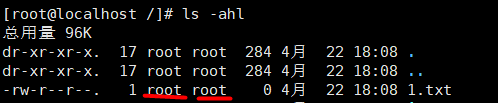 [root@localhost /]# ls -ahl
总用量 96K
dr-xr-xr-x.  17 root root  284 4月   22 18:08 .
dr-xr-xr-x.  17 root root  284 4月   22 18:08 ..
-rw-r--r--.   1 root root    0 4月   22 18:08 1.txt